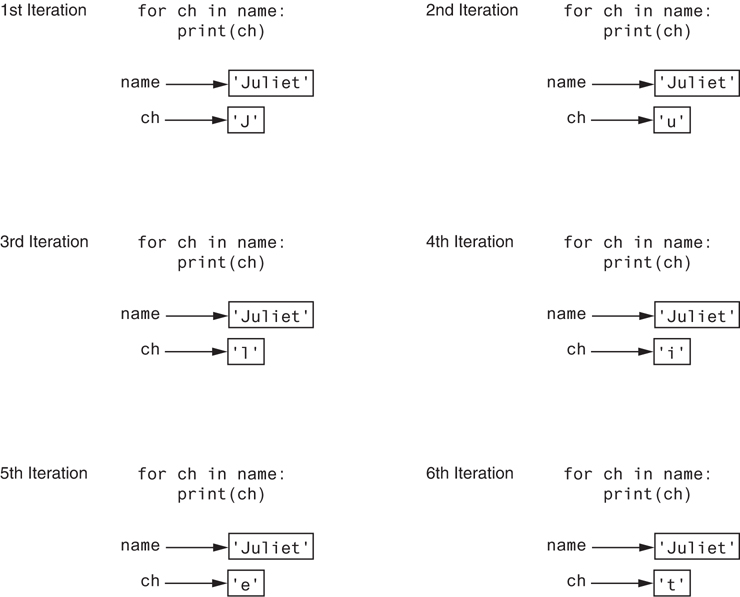 1st Iteration
for ch in name:
print(ch)
name 'Juliet'
ch 'J'
2nd Iteration
for ch in name:
print(ch)
name 'Juliet'
ch 'u'
3rd Iteration
for ch in name:
print(ch)
name 'Juliet'
ch 'l'
4th Iteration
for ch in name:
print(ch)
name 'Juliet'
ch 'i'
5th Iteration
for ch in name:
print(ch)
name 'Juliet'
ch 'e'
6th Iteration
for ch in name:
print(ch)
name 'Juliet'
ch 't'